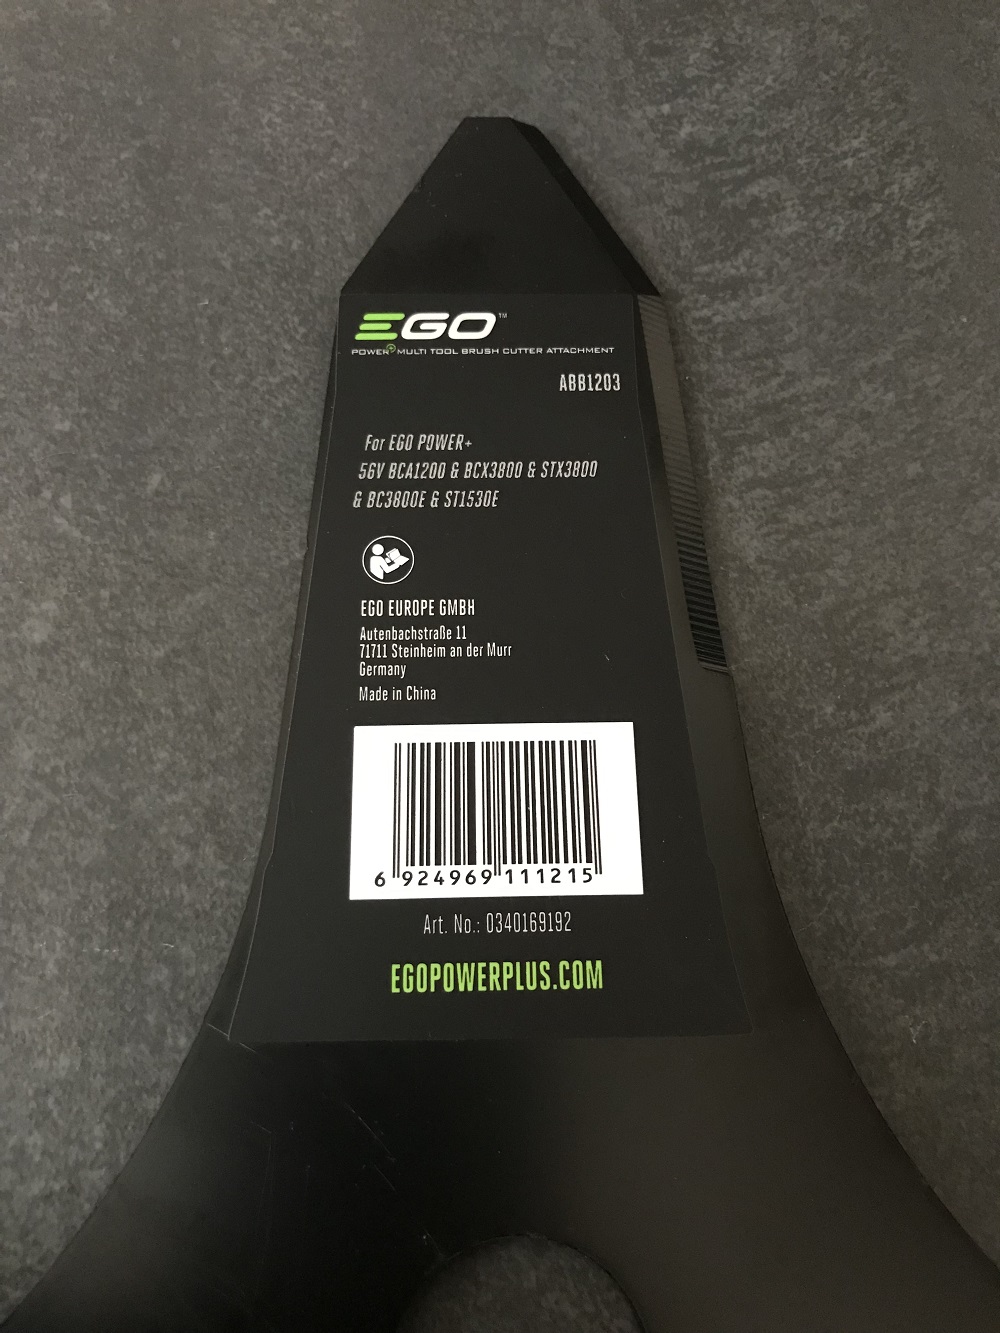 EGO™
POWER+ MULTI TOOL BRUSH CUTTER ATTACHMENT
ABB1203
For EGO POWER+
56V BCA1200 & BCX3800 & STX3800
& BC3800E & ST1530E
EGO EUROPE GMBH
Autenbachstraße 11
71711 Steinheim an der Murr
Germany
Made in China
6 924969 111215
Art. No.: 0340169192
EGOPOWERPLUS.COM